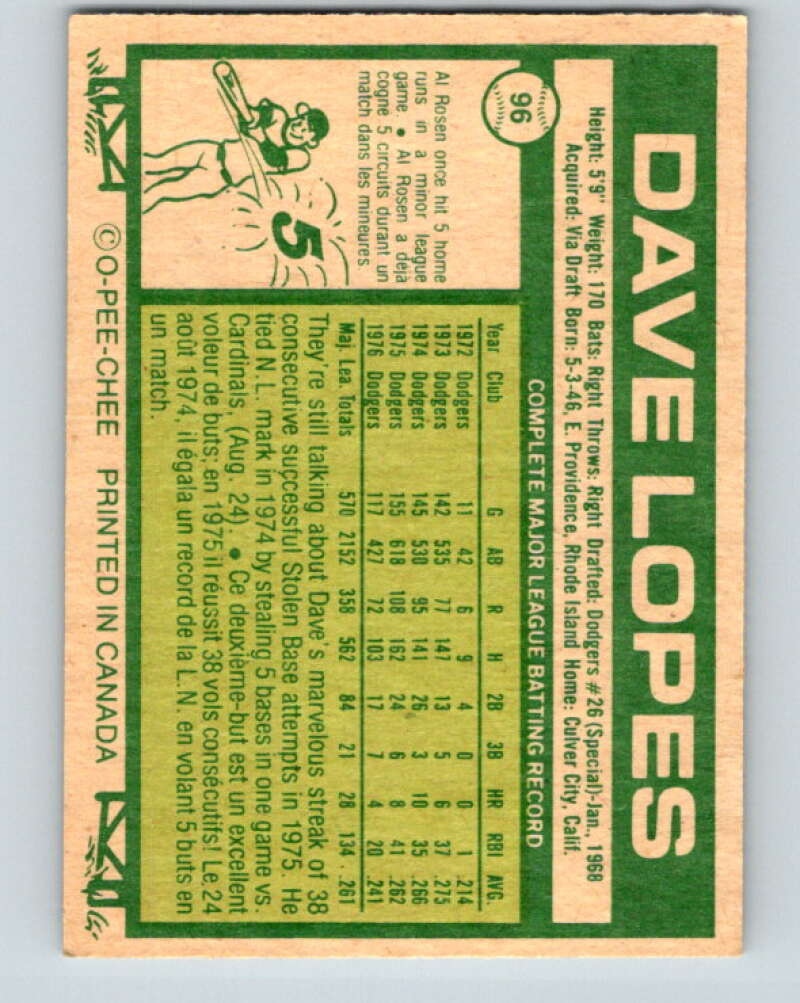 96
DAVE LOPES
Height: 5'9" Weight: 170 Bats: Right Throws: Right Drafted: Dodgers #26 (Special)-Jan., 1968
Acquired: Via Draft Born: 5-3-46, E. Providence, Rhode Island Home: Culver City, Calif.
COMPLETE MAJOR LEAGUE BATTING RECORD
Al Rosen once hit 5 home
runs in a minor league
game. • Al Rosen a déjà
cogné 5 circuits durant un
match dans les mineures.
5
Year Club G AB R H 2B 3B HR RBI AVG.
1972 Dodgers 11 42 6 9 4 0 0 1 .214
1973 Dodgers 142 535 77 147 13 5 6 37 .275
1974 Dodgers 145 530 95 141 26 3 10 35 .266
1975 Dodgers 155 618 108 162 24 6 8 41 .262
1976 Dodgers 117 427 72 103 17 7 4 20 .241
Maj. Lea. Totals 570 2152 358 562 84 21 28 134 .261
They're still talking about Dave's marvelous streak of 38
consecutive successful Stolen Base attempts in 1975. He
tied N.L. mark in 1974 by stealing 5 bases in one game vs.
Cardinals, (Aug. 24). • Ce deuxième-but est un excellent
voleur de buts; en 1975 il réussit 38 vols consécutifs! Le 24
août 1974, il égala un record de la L.N. en volant 5 buts en
un match.
©O-PEE-CHEE PRINTED IN CANADA